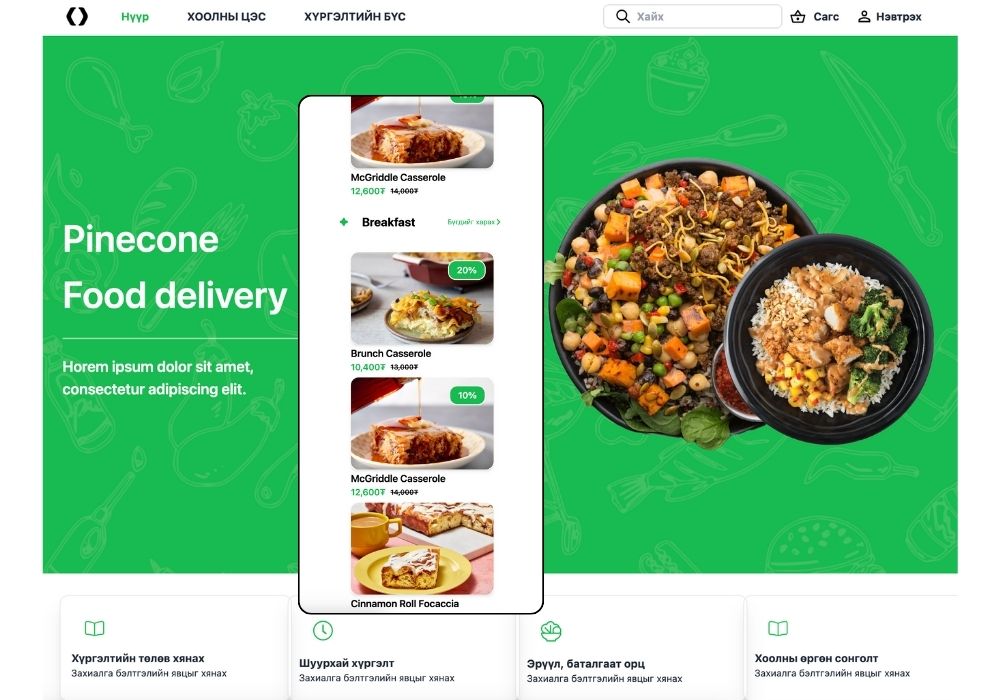 Нүүр
ХООЛНЫ ЦЭС
ХҮРГЭЛТИЙН БҮС
Хайх
Сагс
Нэвтрэх
Pinecone
Food delivery
Horem ipsum dolor sit amet,
consectetur adipiscing elit.
McGriddle Casserole
12,600₮ 14,000₮
Breakfast
Бүгдийг харах
20%
Brunch Casserole
10,400₮ 13,000₮
10%
McGriddle Casserole
12,600₮ 14,000₮
Cinnamon Roll Focaccia
Хүргэлтийн төлөв хянах
Захиалга бэлтгэлийн явцыг хянах
Шуурхай хүргэлт
Захиалга бэлтгэлийн явцыг хянах
Эрүүл, баталгаат орц
Захиалга бэлтгэлийн явцыг хянах
Хоолны өргөн сонголт
Захиалга бэлтгэлийн явцыг хянах